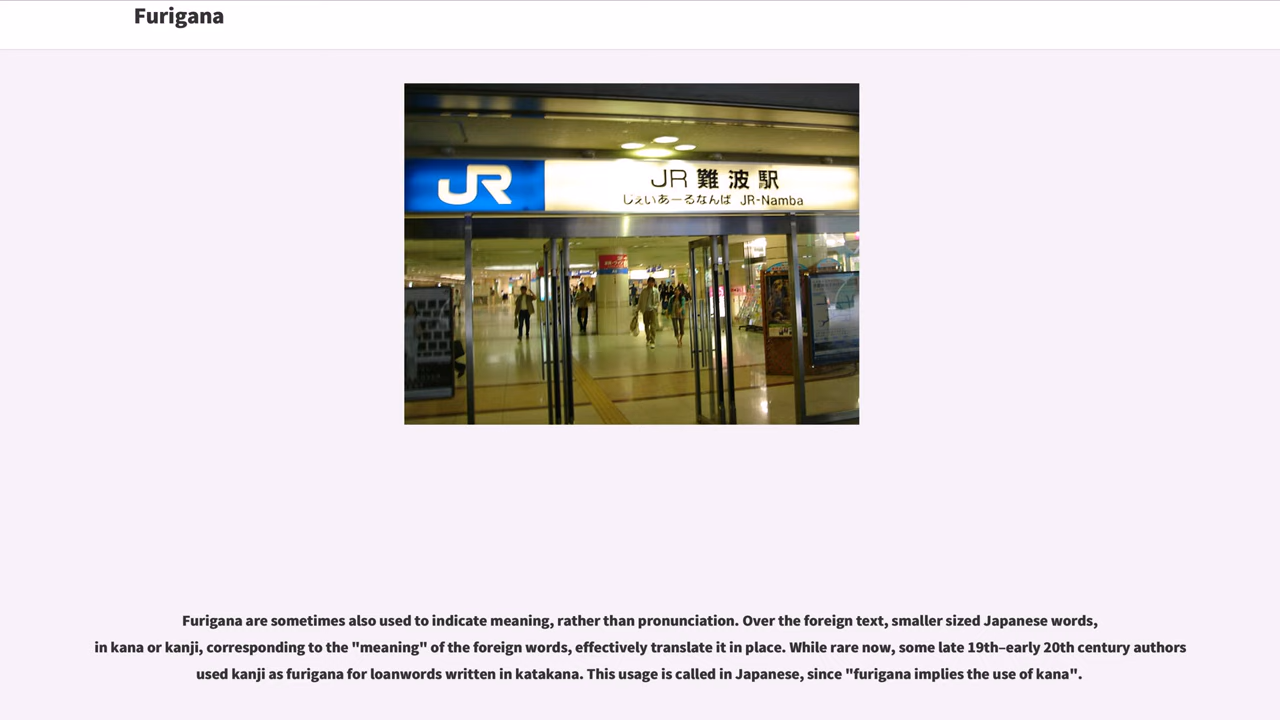 Furigana
JR
JR 難波駅
じぇいあーるなんば JR-Namba
Furigana are sometimes also used to indicate meaning, rather than pronunciation. Over the foreign text, smaller sized Japanese words,
in kana or kanji, corresponding to the "meaning" of the foreign words, effectively translate it in place. While rare now, some late 19th–early 20th century authors
used kanji as furigana for loanwords written in katakana. This usage is called in Japanese, since "furigana implies the use of kana".